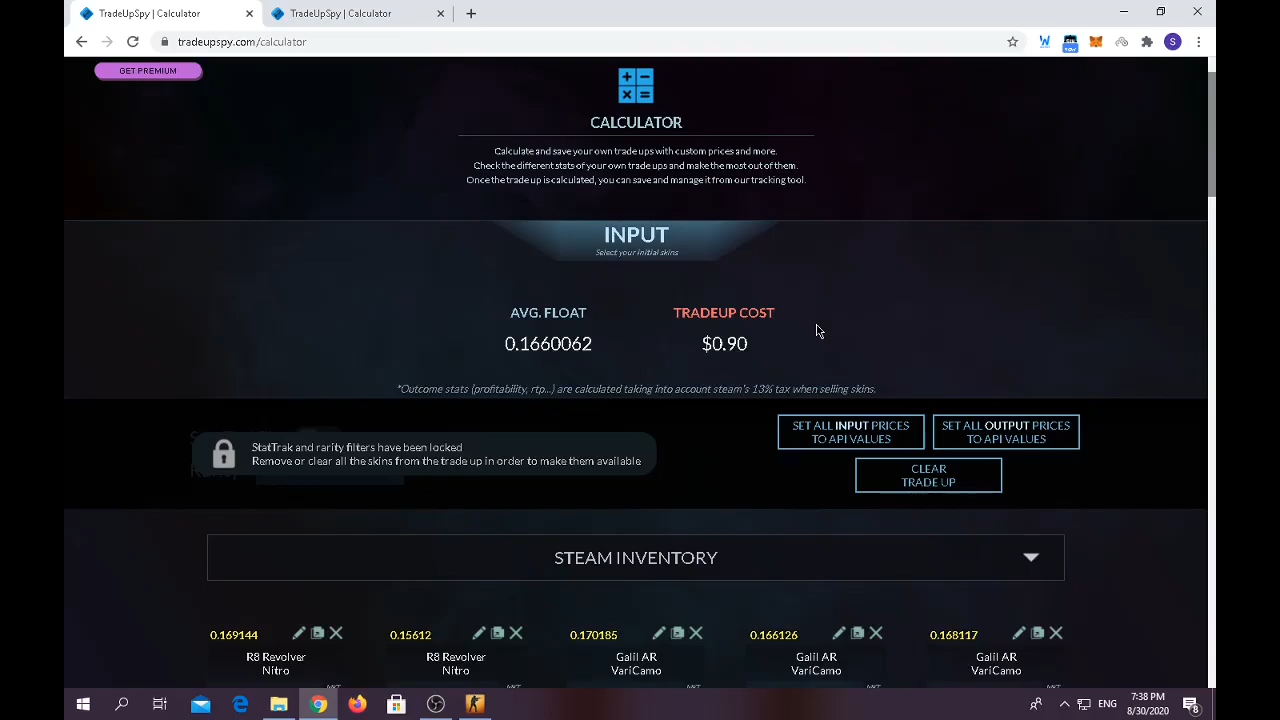 TradeUpSpy | Calculator
TradeUpSpy | Calculator
tradeupspy.com/calculator
S
GET PREMIUM
CALCULATOR
Calculate and save your own trade ups with custom prices and more.
Check the different stats of your own trade ups and make the most out of them.
Once the trade up is calculated, you can save and manage it from our tracking tool.
INPUT
Select your initial skins
AVG. FLOAT
TRADEUP COST
0.1660062
$0.90
*Outcome stats (profitability, rtp...) are calculated taking into account steam's 13% tax when selling skins.
StatTrak and rarity filters have been locked
Remove or clear all the skins from the trade up in order to make them available
SET ALL INPUT PRICES
TO API VALUES
SET ALL OUTPUT PRICES
TO API VALUES
CLEAR
TRADE UP
STEAM INVENTORY
0.169144
0.15612
0.170185
0.166126
0.168117
R8 Revolver
Nitro
R8 Revolver
Nitro
Galil AR
VariCamo
Galil AR
VariCamo
Galil AR
VariCamo
ENG
7:38 PM
8/30/2020